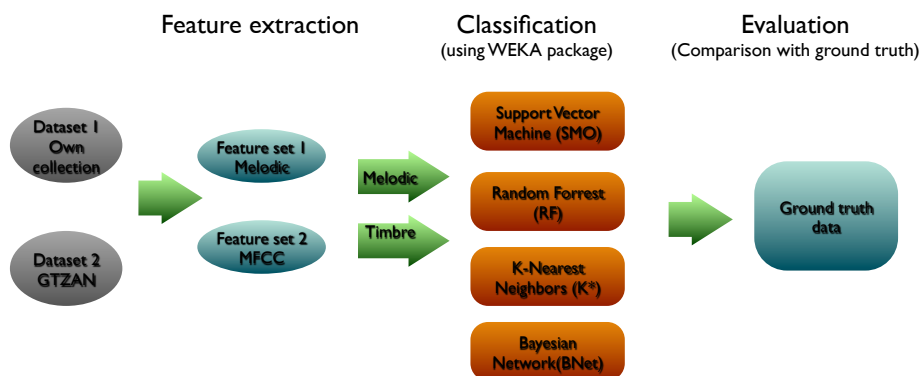 Feature extraction
Classification
(using WEKA package)
Evaluation
(Comparison with ground truth)
Dataset 1
Own
collection
Dataset 2
GTZAN
Feature set 1
Melodic
Feature set 2
MFCC
Melodic
Timbre
Support Vector
Machine (SMO)
Random Forrest
(RF)
K-Nearest
Neighbors (K*)
Bayesian
Network(BNet)
Ground truth
data